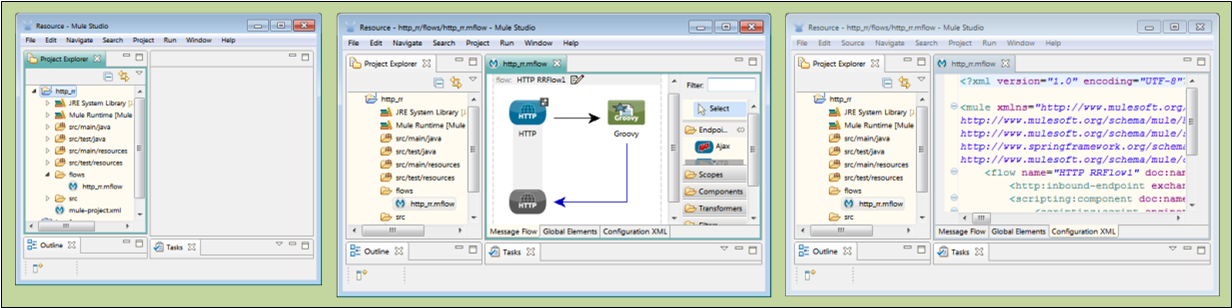 Resource - Mule Studio
File Edit Navigate Search Project Run Window Help
Project Explorer
http_rr
JRE System Library [J
Mule Runtime [Mule
src/main/java
src/test/java
src/main/resources
src/test/resources
flows
http_rr.mflow
src
mule-project.xml
Outline
Tasks
Resource - http_rr/flows/http_rr.mflow - Mule Studio
File Edit Navigate Search Project Run Window Help
Project Explorer
http_rr
JRE System Library [J
Mule Runtime [Mule
src/main/java
src/test/java
src/main/resources
src/test/resources
flows
http_rr.mflow
src
http_rr.mflow
flow: HTTP RRFlow1
HTTP
HTTP
Groovy
Groovy
HTTP
Filter:
Select
Endpoi...
Ajax
Scopes
Components
Transformers
Message Flow Global Elements Configuration XML
Outline
Tasks
Resource - http_rr/flows/http_rr.mflow - Mule Studio
File Edit Source Navigate Search Project Run Window Help
Project Explorer
http_rr
JRE System Library [J
Mule Runtime [Mule
src/main/java
src/test/java
src/main/resources
src/test/resources
flows
http_rr.mflow
src
http_rr.mflow
<?xml version="1.0" encoding="UTF-8"
<mule xmlns="http://www.mulesoft.org/
http://www.mulesoft.org/schema/mule/h
http://www.springframework.org/schema
http://www.mulesoft.org/schema/mule/c
<flow name="HTTP RRFlow1" doc:nam
<http:inbound-endpoint exchan
<scripting:component doc:name
Message Flow Global Elements Configuration XML
Outline
Tasks